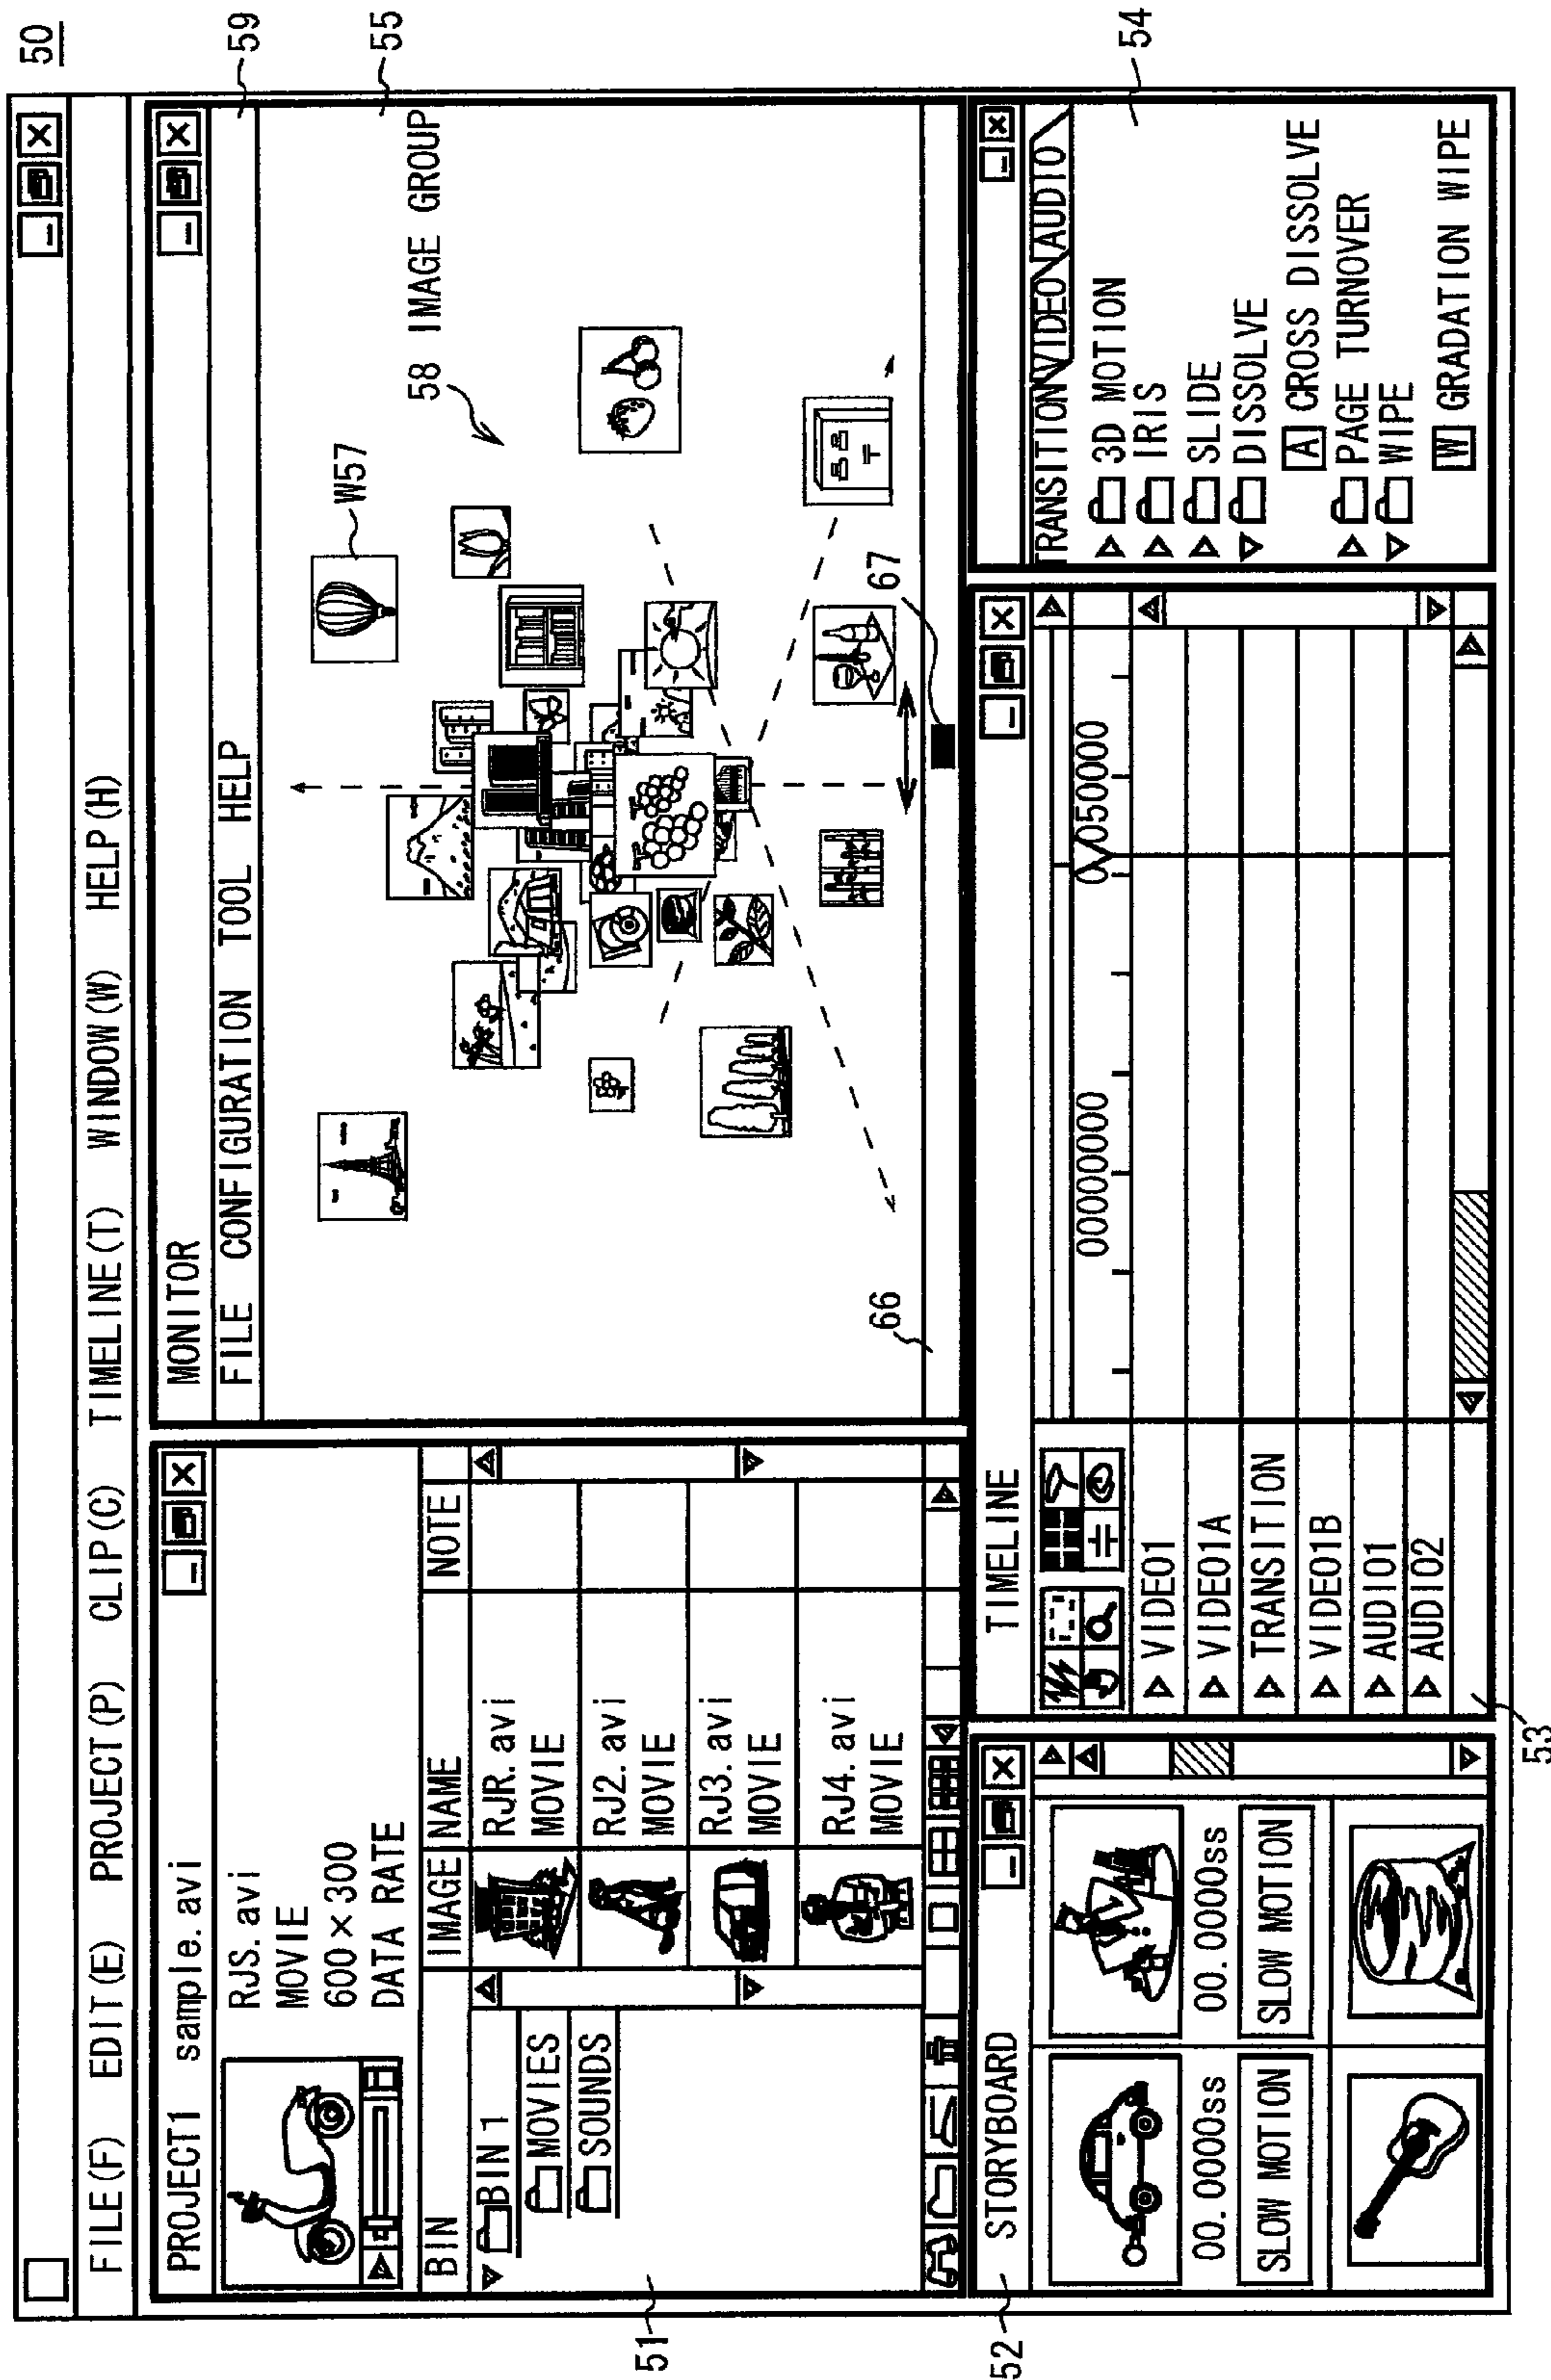 50
FILE(F) EDIT(E) PROJECT(P) CLIP(C) TIMELINE(T) WINDOW(W) HELP(H)
PROJECT1 sample.avi
RJS.avi
MOVIE
600×300
DATA RATE
BIN
IMAGE
NAME
NOTE
BIN 1
MOVIES
SOUNDS
RJR.avi
MOVIE
RJ2.avi
MOVIE
RJ3.avi
MOVIE
RJ4.avi
MOVIE
51
MONITOR
FILE CONFIGURATION TOOL HELP
59
55
58 IMAGE GROUP
W57
66
67
STORYBOARD
00.0000ss
00.0000ss
SLOW MOTION
SLOW MOTION
52
TIMELINE
00000000
00050000
VIDEO1
VIDEO1A
TRANSITION
VIDEO1B
AUDIO1
AUDIO2
53
TRANSITION VIDEO AUDIO
3D MOTION
IRIS
SLIDE
DISSOLVE
A CROSS DISSOLVE
PAGE TURNOVER
WIPE
W GRADATION WIPE
54